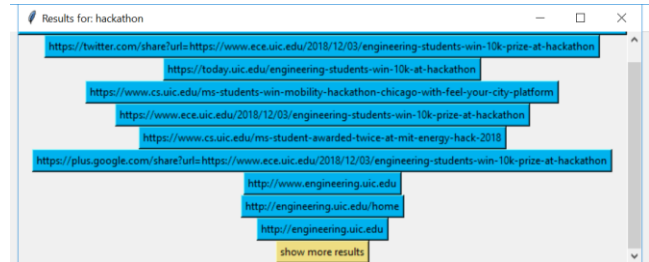 Results for: hackathon
https://twitter.com/share?url=https://www.ece.uic.edu/2018/12/03/engineering-students-win-10k-prize-at-hackathon
https://today.uic.edu/engineering-students-win-10k-at-hackathon
https://www.cs.uic.edu/ms-students-win-mobility-hackathon-chicago-with-feel-your-city-platform
https://www.ece.uic.edu/2018/12/03/engineering-students-win-10k-prize-at-hackathon
https://www.cs.uic.edu/ms-student-awarded-twice-at-mit-energy-hack-2018
https://plus.google.com/share?url=https://www.ece.uic.edu/2018/12/03/engineering-students-win-10k-prize-at-hackathon
http://www.engineering.uic.edu
http://engineering.uic.edu/home
http://engineering.uic.edu
show more results